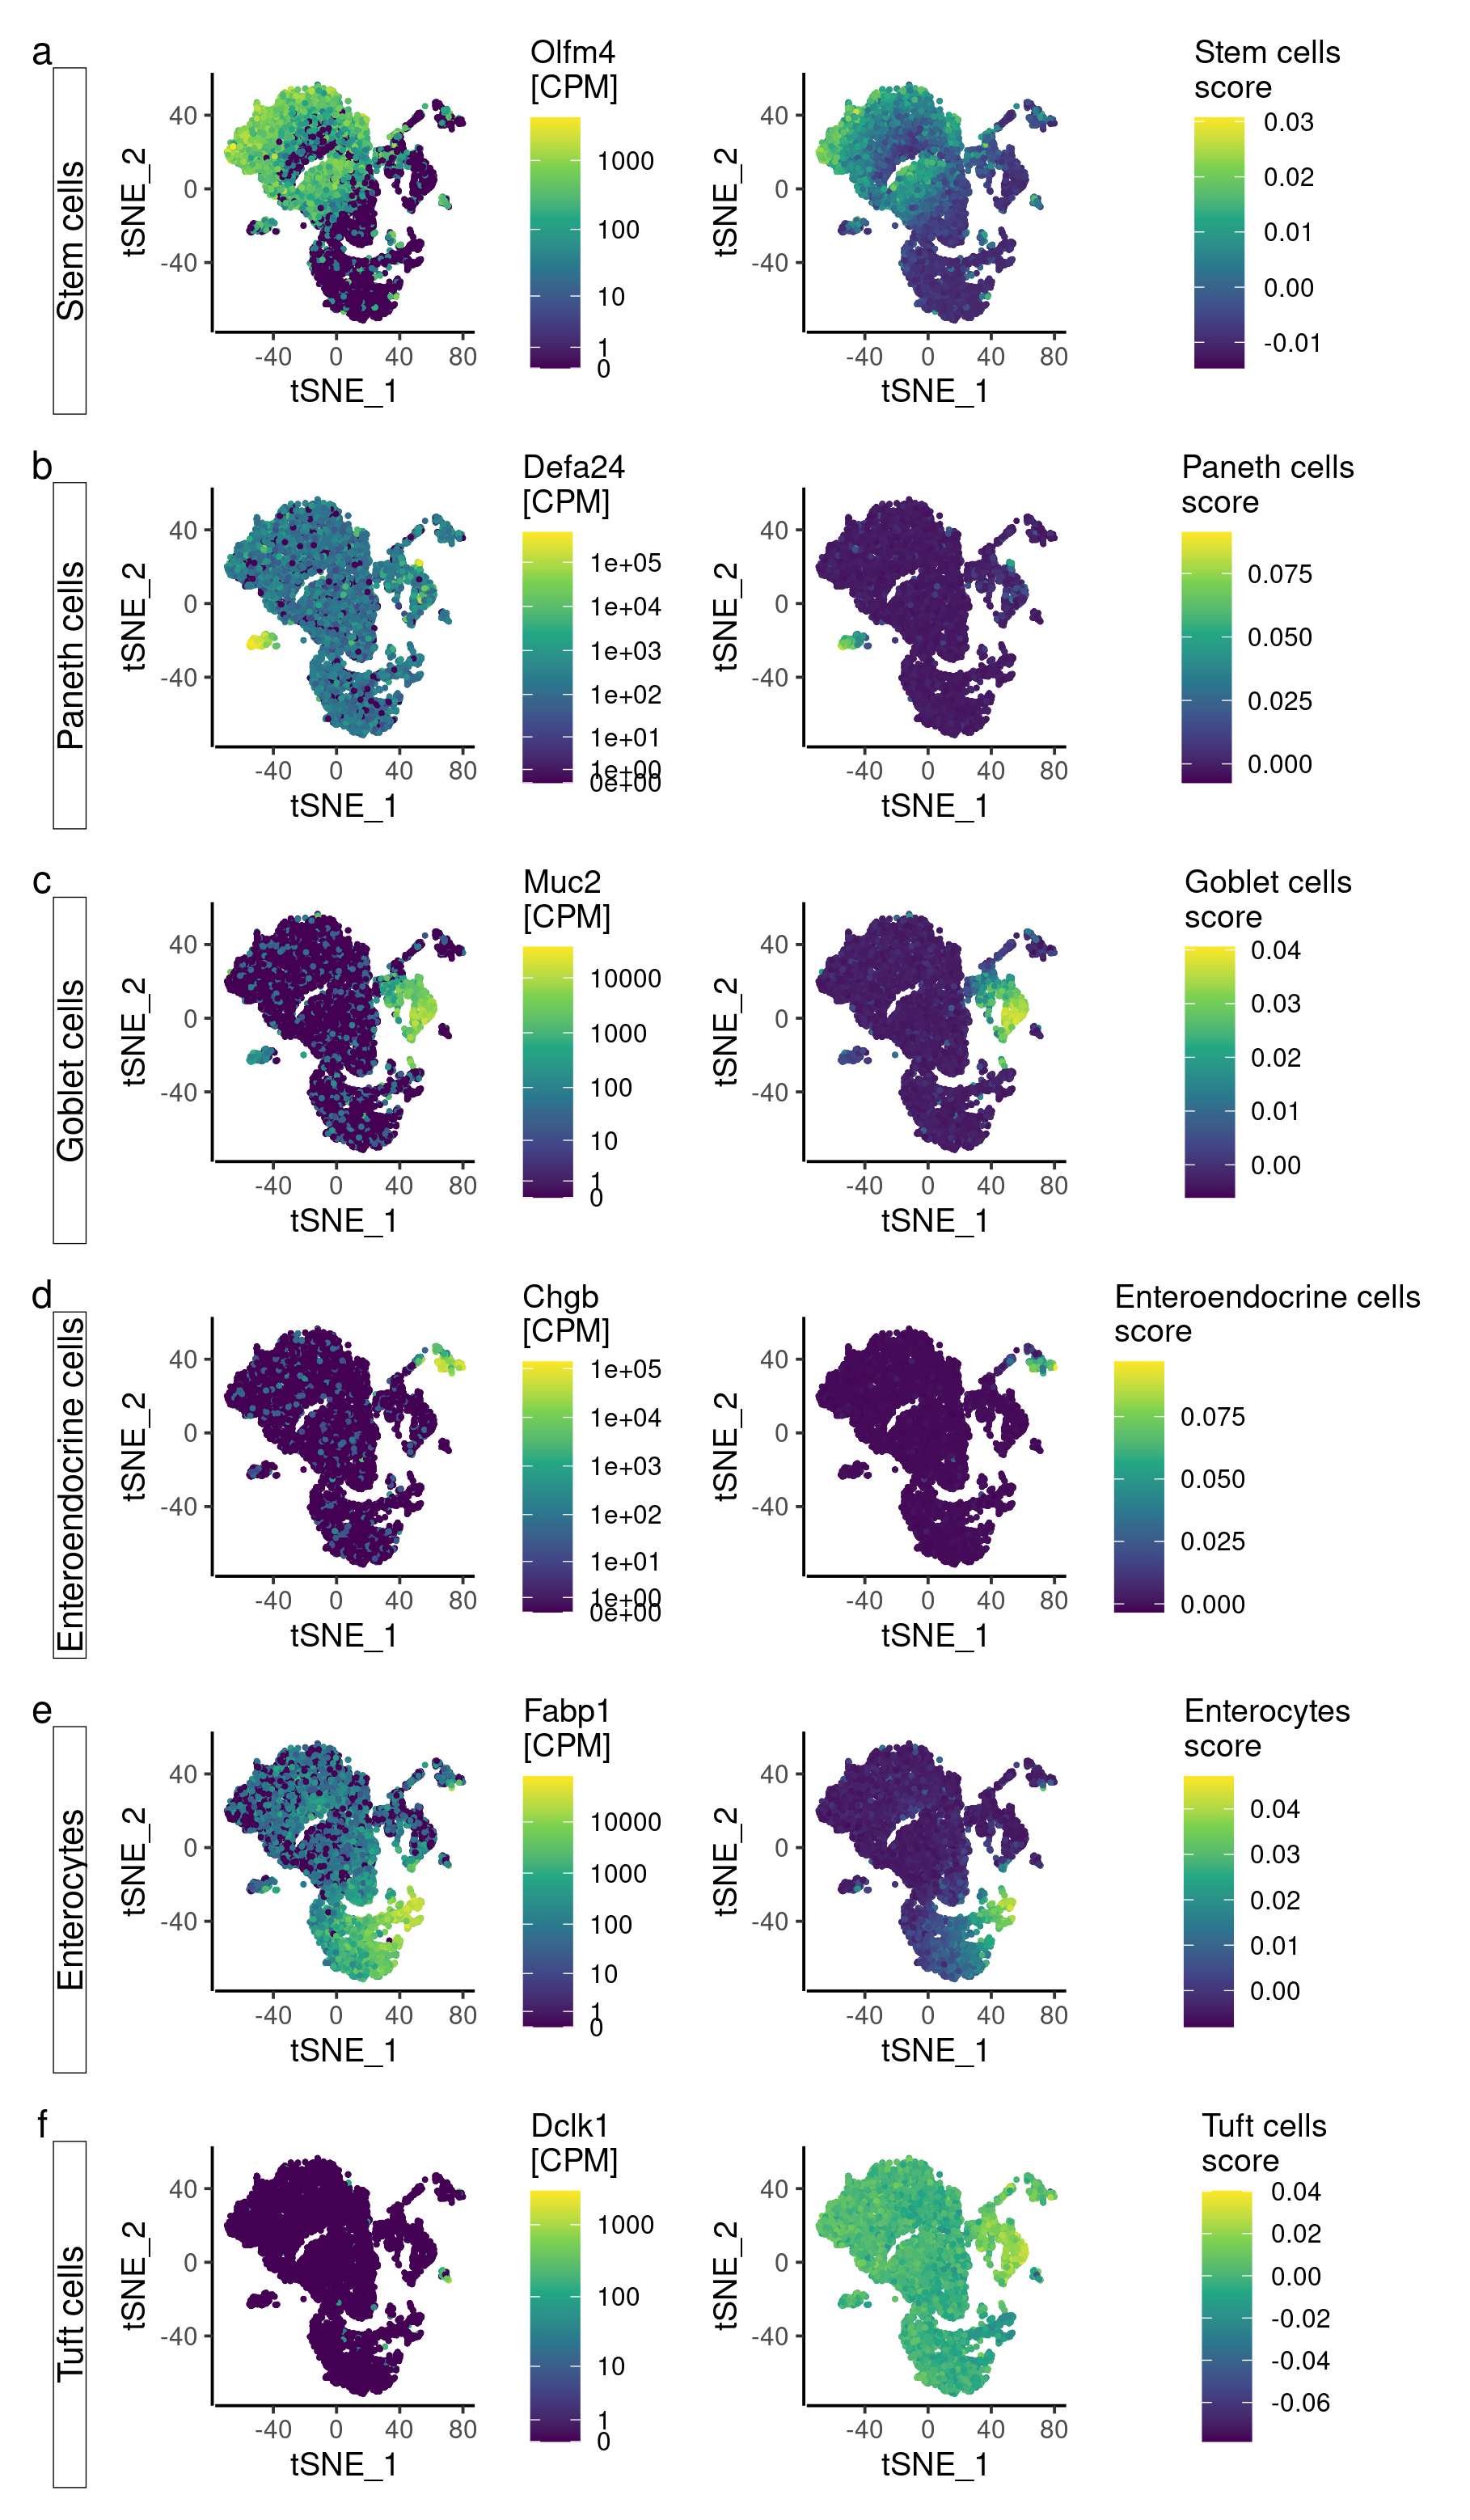 a
Stem cells
Olfm4
[CPM]
1000
100
10
1
0
tSNE_2
40
0
-40
-40 0 40 80
tSNE_1
Stem cells
score
0.03
0.02
0.01
0.00
-0.01
tSNE_2
40
0
-40
-40 0 40 80
tSNE_1
b
Paneth cells
Defa24
[CPM]
1e+05
1e+04
1e+03
1e+02
1e+01
1e+00
0e+00
tSNE_2
40
0
-40
-40 0 40 80
tSNE_1
Paneth cells
score
0.075
0.050
0.025
0.000
tSNE_2
40
0
-40
-40 0 40 80
tSNE_1
c
Goblet cells
Muc2
[CPM]
10000
1000
100
10
1
0
tSNE_2
40
0
-40
-40 0 40 80
tSNE_1
Goblet cells
score
0.04
0.03
0.02
0.01
0.00
tSNE_2
40
0
-40
-40 0 40 80
tSNE_1
d
Enteroendocrine cells
Chgb
[CPM]
1e+05
1e+04
1e+03
1e+02
1e+01
1e+00
0e+00
tSNE_2
40
0
-40
-40 0 40 80
tSNE_1
Enteroendocrine cells
score
0.075
0.050
0.025
0.000
tSNE_2
40
0
-40
-40 0 40 80
tSNE_1
e
Enterocytes
Fabp1
[CPM]
10000
1000
100
10
1
0
tSNE_2
40
0
-40
-40 0 40 80
tSNE_1
Enterocytes
score
0.04
0.03
0.02
0.01
0.00
tSNE_2
40
0
-40
-40 0 40 80
tSNE_1
f
Tuft cells
Dclk1
[CPM]
1000
100
10
1
0
tSNE_2
40
0
-40
-40 0 40 80
tSNE_1
Tuft cells
score
0.04
0.02
0.00
-0.02
-0.04
-0.06
tSNE_2
40
0
-40
-40 0 40 80
tSNE_1